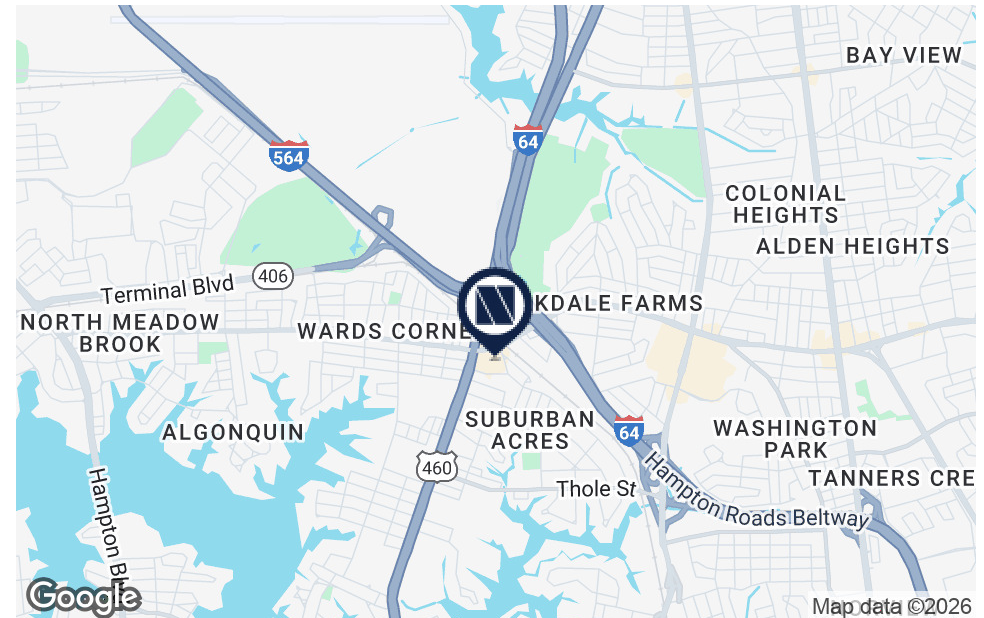 BAY VIEW
64
564
COLONIAL
HEIGHTS
ALDEN HEIGHTS
406
Terminal Blvd
N
KDALE FARMS
NORTH MEADOW
BROOK
WARDS CORNE
SUBURBAN
ACRES
64
WASHINGTON
PARK
ALGONQUIN
460
TANNERS CRE
Thole St
Hampton Roads Beltway
Hampton Blvd
Google
Map data ©2026